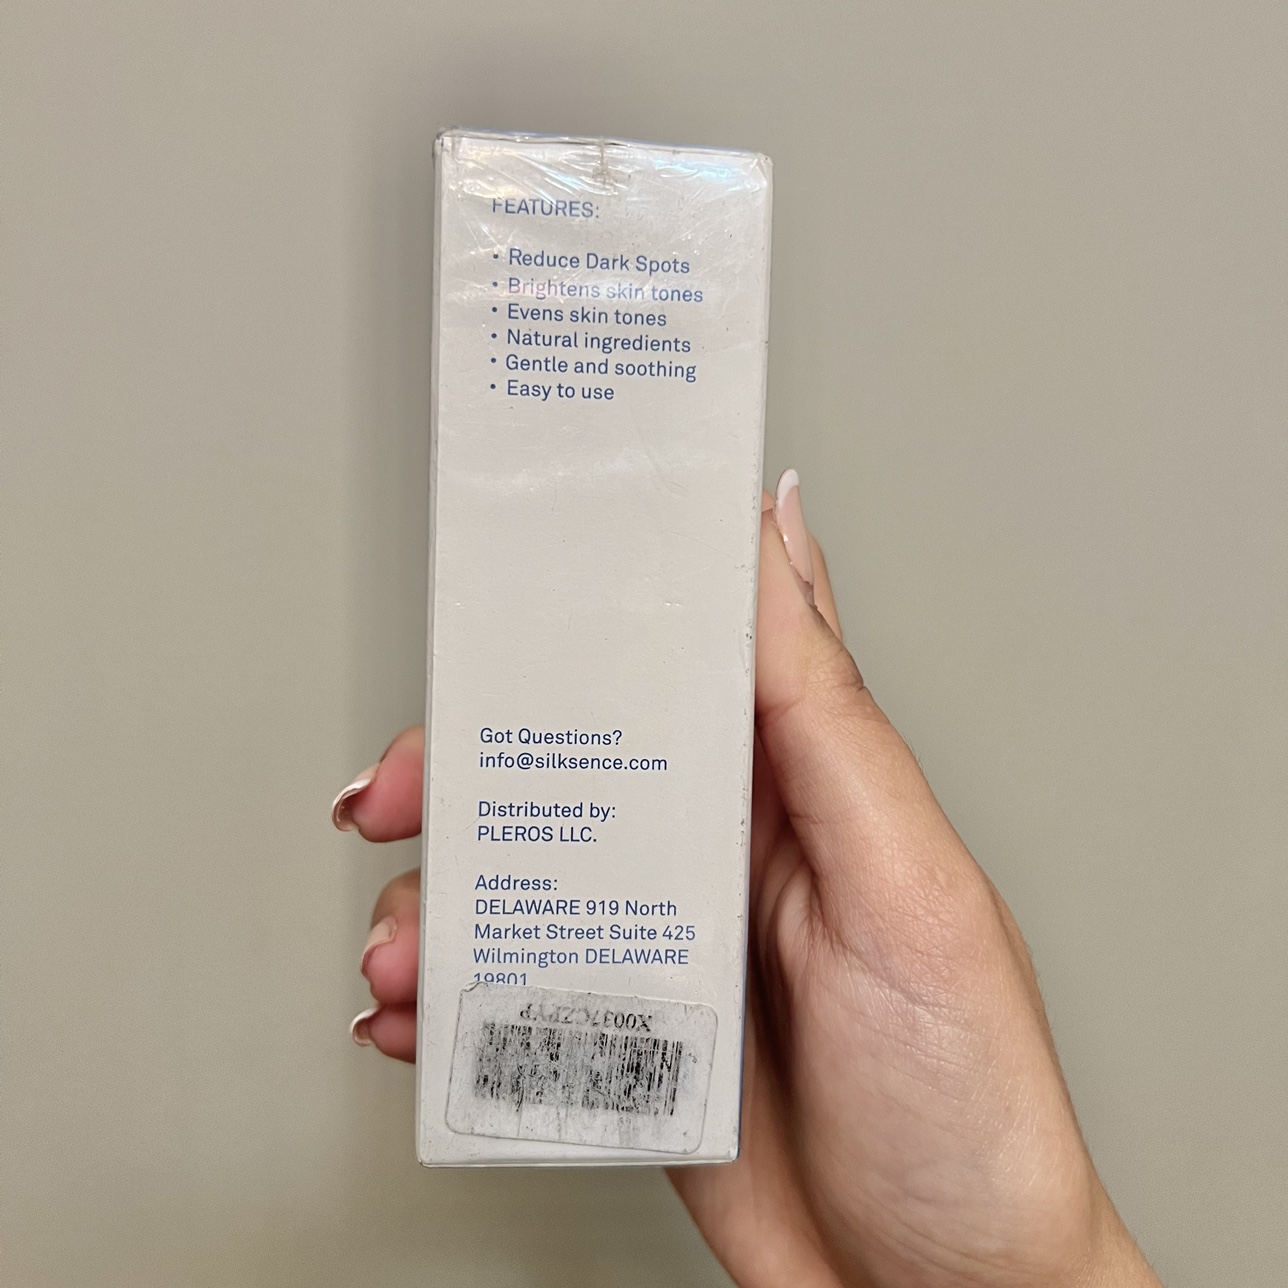 FEATURES:
• Reduce Dark Spots
• Brightens skin tones
• Evens skin tones
• Natural ingredients
• Gentle and soothing
• Easy to use
Got Questions?
info@silksence.com
Distributed by:
PLEROS LLC.
Address:
DELAWARE 919 North
Market Street Suite 425
Wilmington DELAWARE
19801